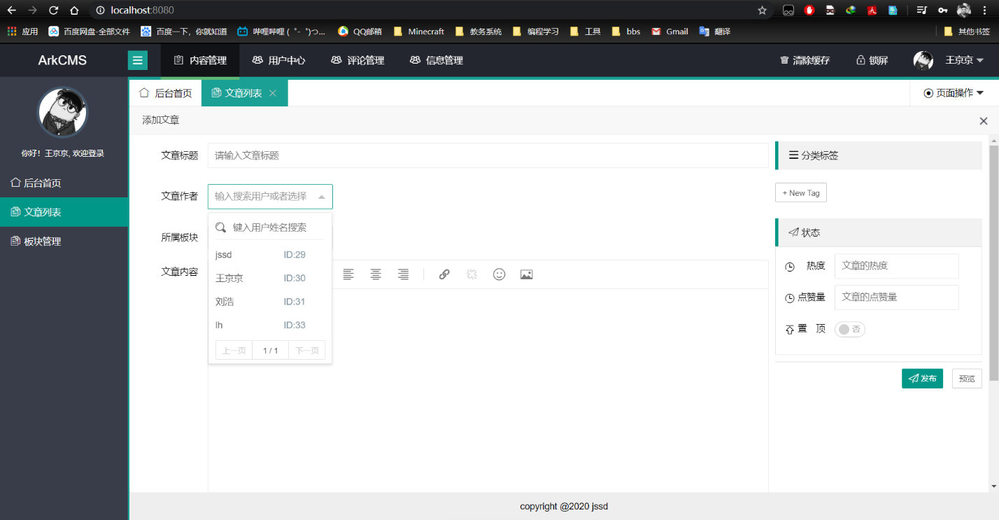 localhost:8080
应用 百度网盘-全部文件 百度一下，你就知道 哔哩哔哩 (゜-゜)つ... QQ邮箱 Minecraft 教务系统 编程学习 工具 bbs Gmail 翻译 其他书签
ArkCMS 内容管理 用户中心 评论管理 信息管理 清除缓存 锁屏 王京京
后台首页 文章列表 页面操作
添加文章
你好！王京京, 欢迎登录
后台首页
文章列表
板块管理
文章标题 请输入文章标题
文章作者 输入搜索用户或者选择
键入用户姓名搜索
所属板块
jssd ID:29
文章内容
王京京 ID:30
刘浩 ID:31
lh ID:33
上一页 1 / 1 下一页
分类标签
+ New Tag
状态
热度 文章的热度
点赞量 文章的点赞量
置 顶 否
发布 预览
copyright @2020 jssd